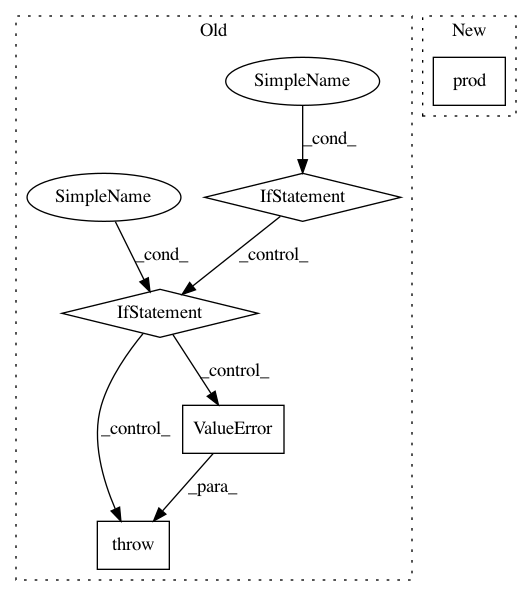 Old
New
SimpleName
prod
_cond_
SimpleName
IfStatement
_cond_
_control_
IfStatement
_control_
_control_
ValueError
_para_
throw